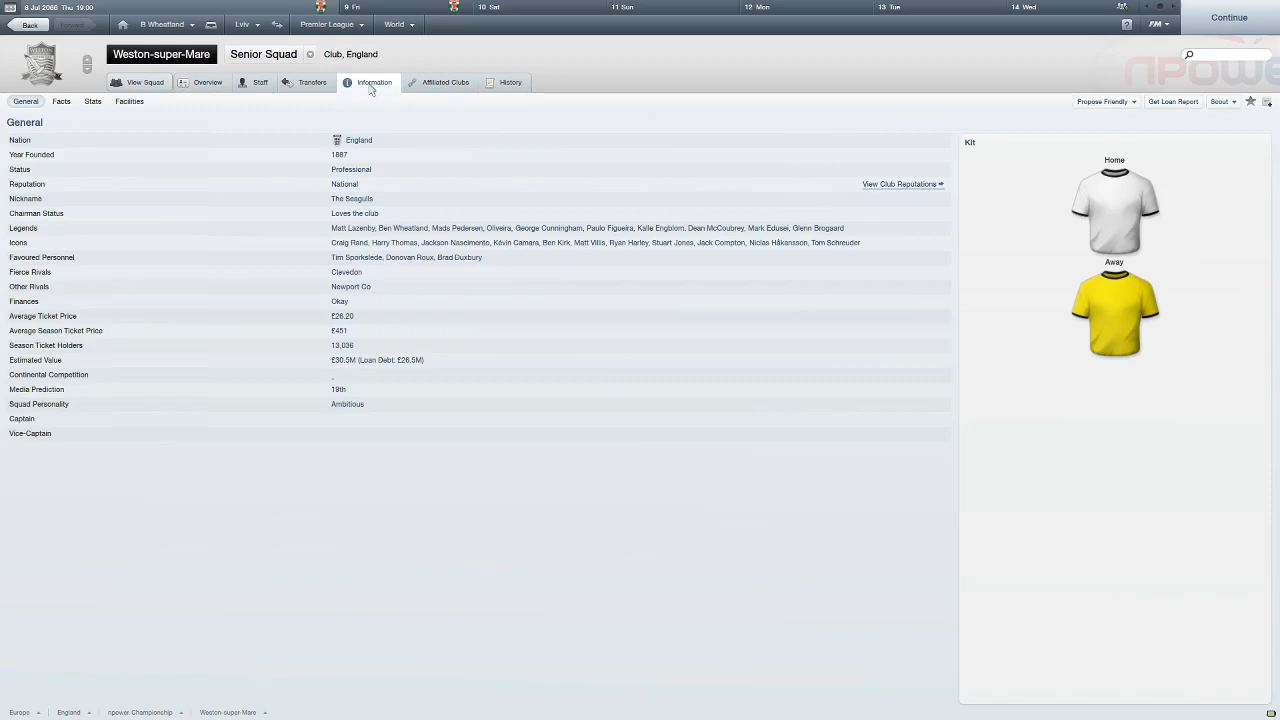 8 Jul 2066 Thu 19:00
9 Fri
10 Sat
11 Sun
12 Mon
13 Tue
14 Wed
Continue
Back
B Wheatland
Lviv
Premier League
World
?
FM
Weston-super-Mare
Senior Squad
Club, England
View Squad
Overview
Staff
Transfers
Information
Affiliated Clubs
History
General
Facts
Stats
Facilities
Propose Friendly
Get Loan Report
Scout
General
Nation England
Year Founded 1887
Status Professional
Reputation National View Club Reputations
Nickname The Seagulls
Chairman Status Loves the club
Legends Matt Lazenby, Ben Wheatland, Mads Pedersen, Oliveira, George Cunningham, Paulo Figueira, Kalle Engblom, Dean McCoubrey, Mark Edusei, Glenn Brogaard
Icons Craig Rand, Harry Thomas, Jackson Nascimento, Kévin Camara, Ben Kirk, Matt Villis, Ryan Harley, Stuart Jones, Jack Compton, Niclas Håkansson, Tom Schreuder
Favoured Personnel Tim Sporkslede, Donovan Roux, Brad Duxbury
Fierce Rivals Clevedon
Other Rivals Newport Co
Finances Okay
Average Ticket Price £26.20
Average Season Ticket Price £451
Season Ticket Holders 13,036
Estimated Value £30.5M (Loan Debt: £26.5M)
Continental Competition -
Media Prediction 19th
Squad Personality Ambitious
Captain
Vice-Captain
Kit
Home
Away
Europe
England
npower Championship
Weston-super-Mare